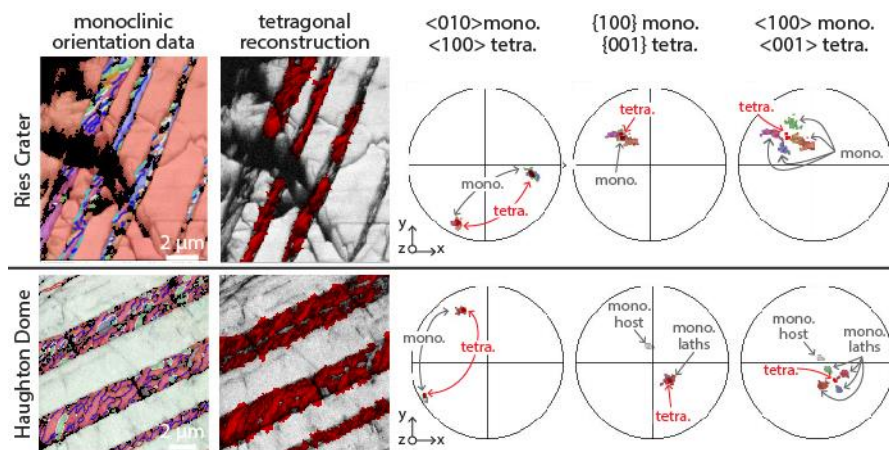 monoclinic
orientation data
tetragonal
reconstruction
<010> mono.
<100> tetra.
{100} mono.
{001} tetra.
<100> mono.
<001> tetra.
Ries Crater
2 µm
mono.
tetra.
y
z
x
tetra.
mono.
tetra.
mono.
Haughton Dome
2 µm
mono.
tetra.
y
z
x
mono.
host
mono.
laths
tetra.
mono.
host
mono.
laths
tetra.